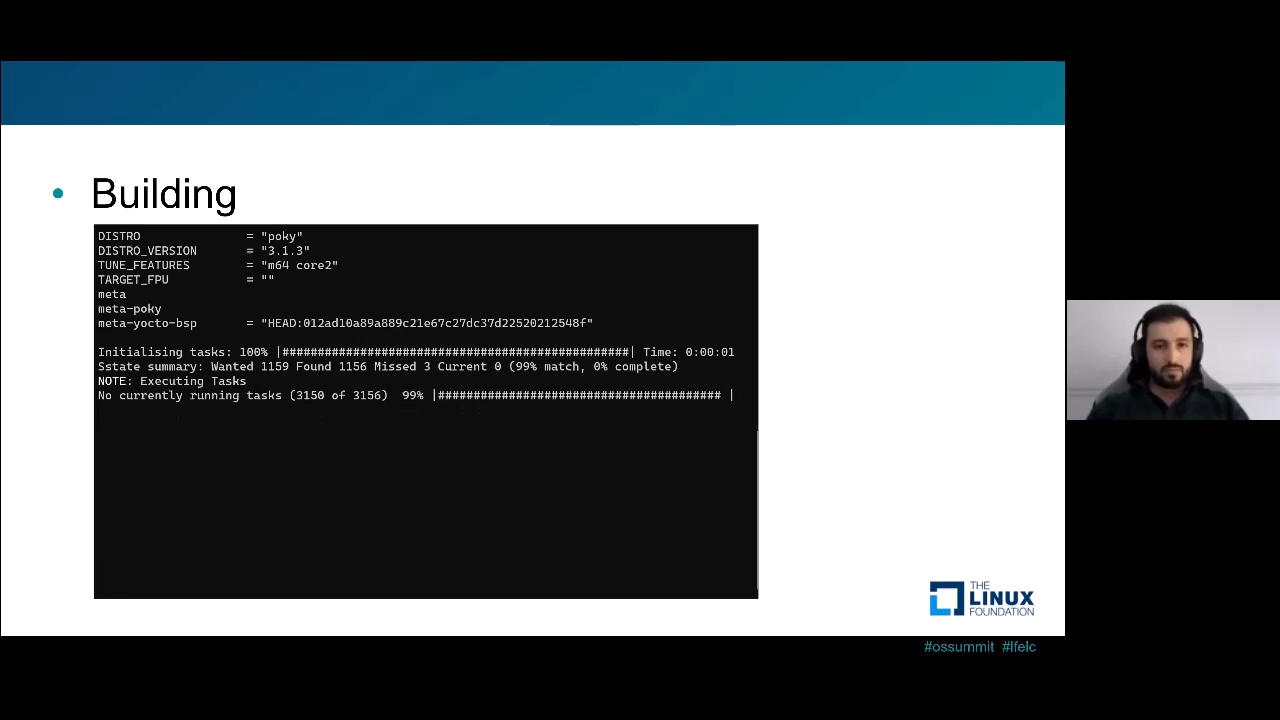 • Building
DISTRO = "poky"
DISTRO_VERSION = "3.1.3"
TUNE_FEATURES = "m64 core2"
TARGET_FPU = ""
meta
meta-poky
meta-yocto-bsp = "HEAD:012ad10a89a889c21e67c27dc37d22520212548f"
Initialising tasks: 100% |#################################################| Time: 0:00:01
Sstate summary: Wanted 1159 Found 1156 Missed 3 Current 0 (99% match, 0% complete)
NOTE: Executing Tasks
No currently running tasks (3150 of 3156) 99% |######################################## |
THE
LINUX
FOUNDATION
#ossummit #lfelc